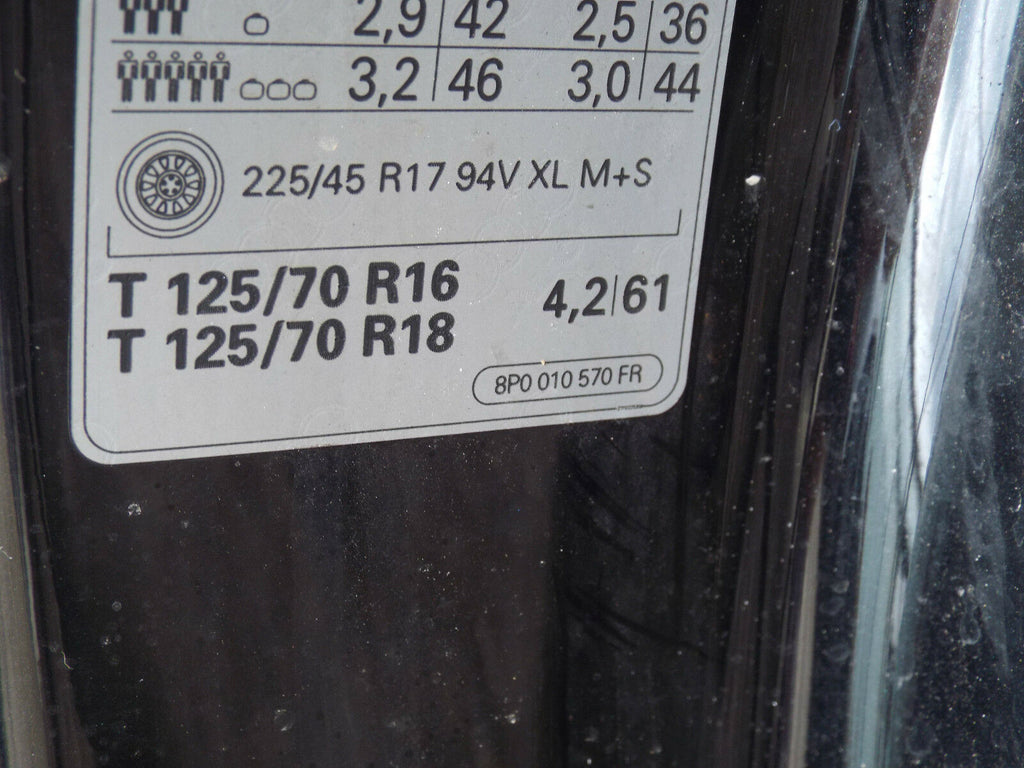 2,9 42 2,5 36
3,2 46 3,0 44
225/45 R17 94V XL M+S
T 125/70 R16
T 125/70 R18
4,2 61
8P0 010 570 FR